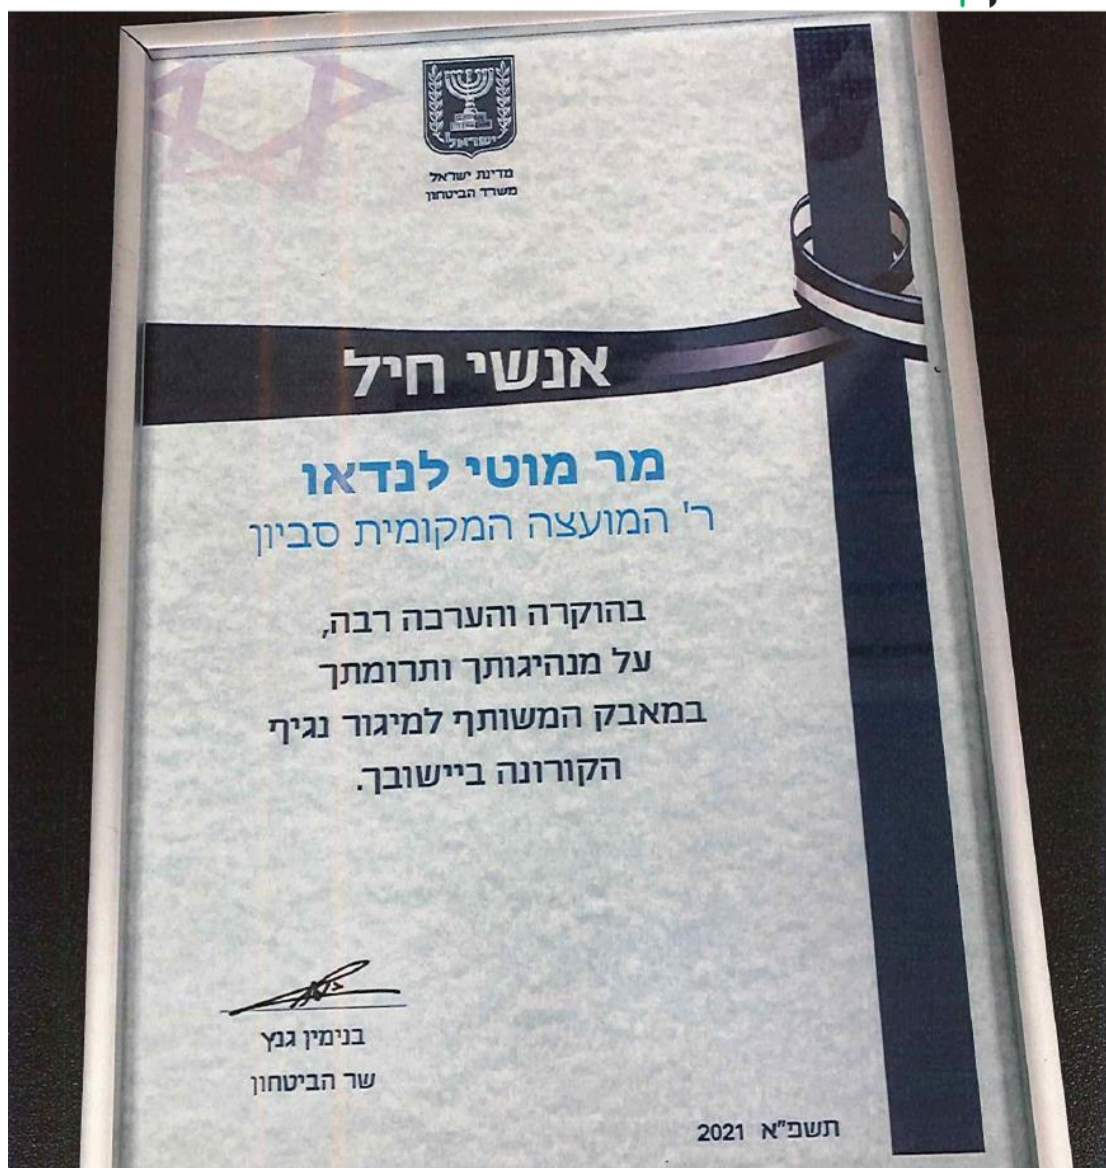 ישראל
מדינת ישראל
משרד הביטחון
אנשי חיל
מר מוטי לנדאו
ר' המועצה המקומית סביון
בהוקרה והערכה רבה,
על מנהיגותך ותרומתך
במאבק המשותף למיגור נגיף
הקורונה ביישובך.
בנימין גנץ
שר הביטחון
תשפ"א 2021